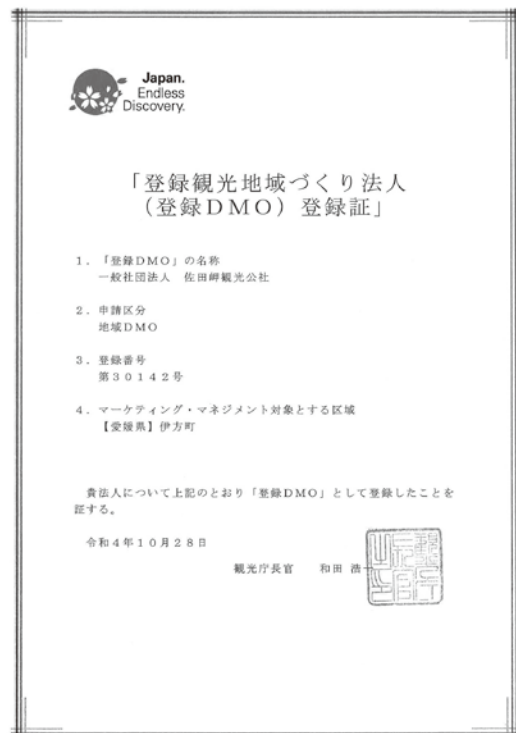 Japan.
Endless
Discovery.
「登録観光地域づくり法人
（登録ＤＭＯ）登録証」
１．「登録ＤＭＯ」の名称
一般社団法人　佐田岬観光公社
２．申請区分
地域ＤＭＯ
３．登録番号
第３０１４２号
４．マーケティング・マネジメント対象とする区域
【愛媛県】伊方町
貴法人について上記のとおり「登録ＤＭＯ」として登録したことを
証する。
令和４年１０月２８日
観光庁長官　和田　浩一